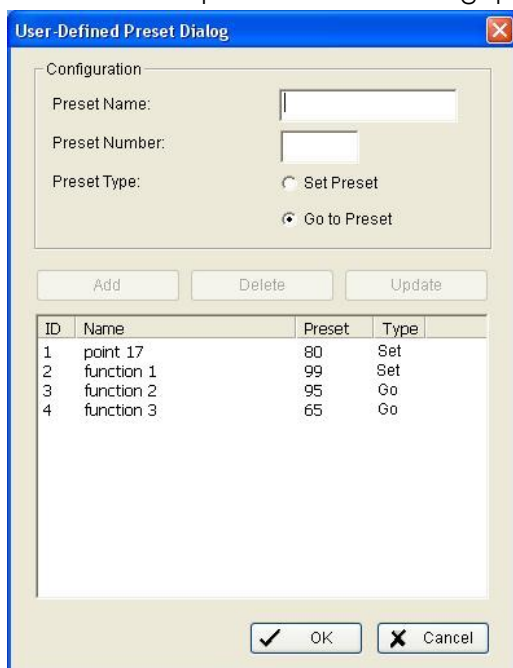 User-Defined Preset Dialog
Configuration
Preset Name:
Preset Number:
Preset Type: Set Preset
Go to Preset
Add Delete Update
ID Name Preset Type
1 point 17 80 Set
2 function 1 99 Set
3 function 2 95 Go
4 function 3 65 Go
OK Cancel